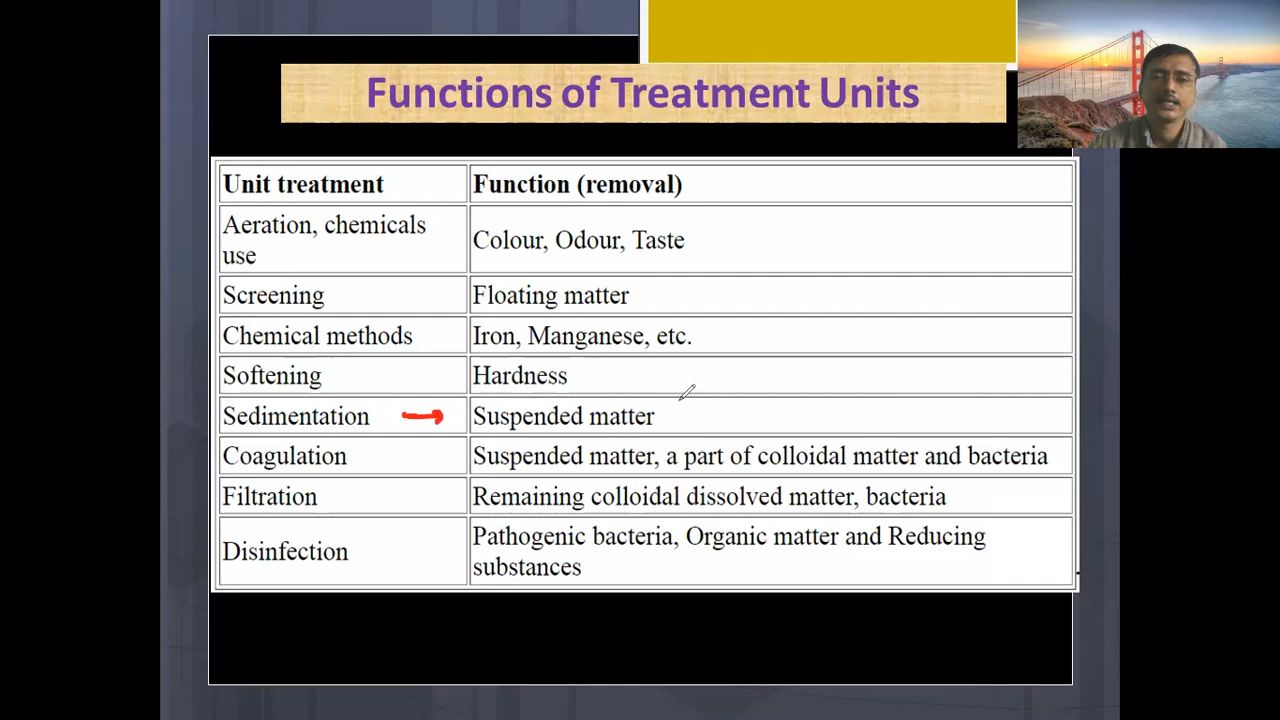 Functions of Treatment Units
Unit treatment Function (removal)
Aeration, chemicals
use
Colour, Odour, Taste
Screening Floating matter
Chemical methods Iron, Manganese, etc.
Softening Hardness
Sedimentation Suspended matter
Coagulation Suspended matter, a part of colloidal matter and bacteria
Filtration Remaining colloidal dissolved matter, bacteria
Disinfection
Pathogenic bacteria, Organic matter and Reducing
substances